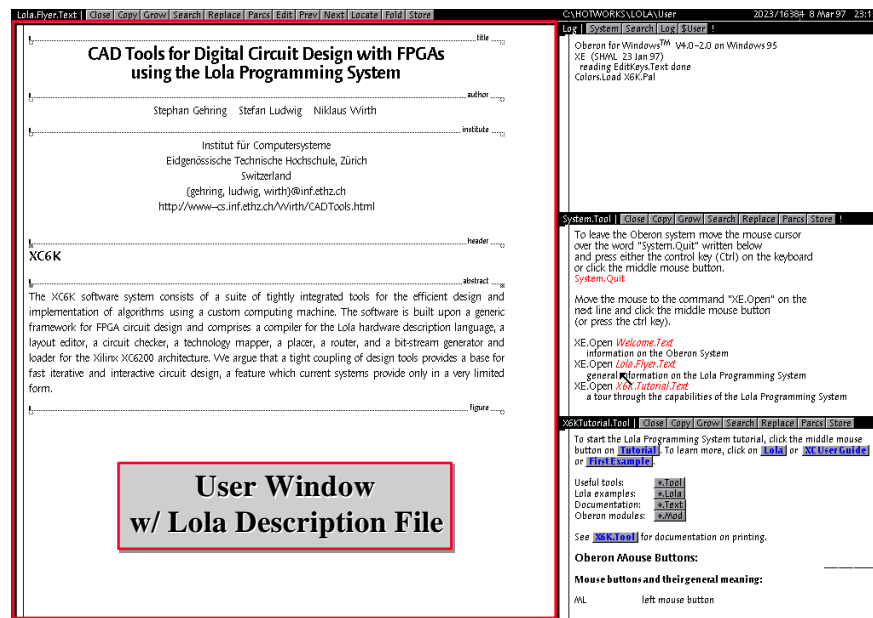 Lola.Flyer.Text | Close Copy Grow Search Replace Parcs Edit Prev Next Locate Fold Store
title
CAD Tools for Digital Circuit Design with FPGAs
using the Lola Programming System
author
Stephan Gehring Stefan Ludwig Niklaus Wirth
institute
Institut für Computersysteme
Eidgenössische Technische Hochschule, Zürich
Switzerland
(gehring, ludwig, wirth)@inf.ethz.ch
http://www-cs.inf.ethz.ch/Wirth/CADTools.html
header
XC6K
abstract
The XC6K software system consists of a suite of tightly integrated tools for the efficient design and
implementation of algorithms using a custom computing machine. The software is built upon a generic
framework for FPGA circuit design and comprises a compiler for the Lola hardware description language, a
layout editor, a circuit checker, a technology mapper, a placer, a router, and a bit-stream generator and
loader for the Xilinx XC6200 architecture. We argue that a tight coupling of design tools provides a base for
fast iterative and interactive circuit design, a feature which current systems provide only in a very limited
form.
figure
User Window
w/ Lola Description File
C:\HOTWORKS\LOLA\User 2023/16384 8 Mar 97 23:1
Log | System Search Log $User !
Oberon for Windows™ V4.0-2.0 on Windows 95
XE (SHML 23 Jan 97)
reading EditKeys.Text done
Colors.Load X6K.Pal
System.Tool | Close Copy Grow Search Replace Parcs Store !
To leave the Oberon system move the mouse cursor
over the word "System.Quit" written below
and press either the control key (Ctrl) on the keyboard
or click the middle mouse button.
System.Quit
Move the mouse to the command "XE.Open" on the
next line and click the middle mouse button
(or press the ctrl key).
XE.Open Welcome.Text
information on the Oberon System
XE.Open Lola.Flyer.Text
general information on the Lola Programming System
XE.Open X6K.Tutorial.Text
a tour through the capabilities of the Lola Programming System
X6KTutorial.Tool | Close Copy Grow Search Replace Parcs Store
To start the Lola Programming System tutorial, click the middle mouse
button on Tutorial. To learn more, click on Lola or XCUserGuide
or FirstExample.
Useful tools: *.Tool
Lola examples: *.Lola
Documentation: *.Text
Oberon modules: *.Mod
See X6K.Tool for documentation on printing.
Oberon Mouse Buttons:
Mouse buttons and their general meaning:
ML left mouse button